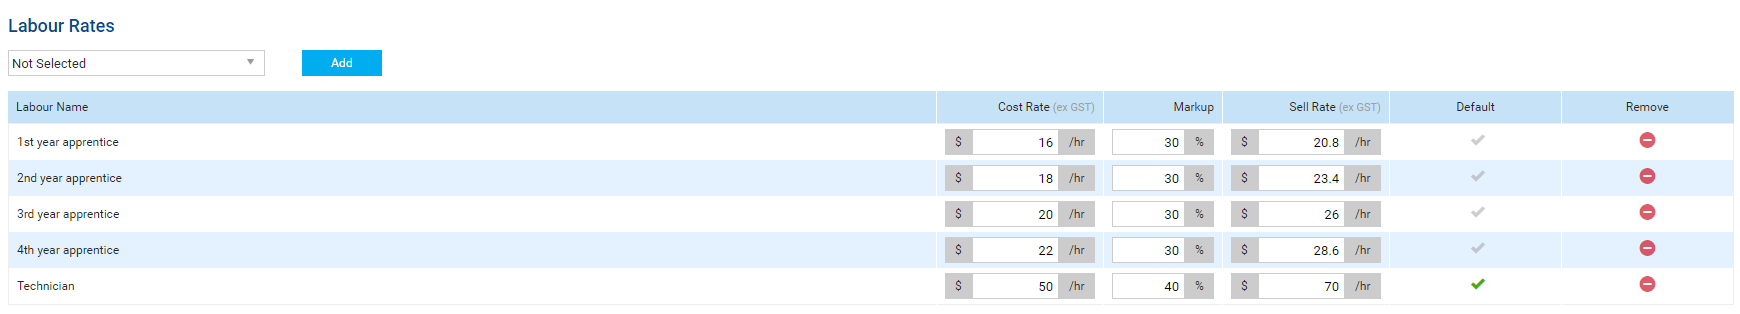 Labour Rates
Not Selected Add
Labour Name Cost Rate (ex GST) Markup Sell Rate (ex GST) Default Remove
1st year apprentice $ 16 /hr 30 % $ 20.8 /hr
2nd year apprentice $ 18 /hr 30 % $ 23.4 /hr
3rd year apprentice $ 20 /hr 30 % $ 26 /hr
4th year apprentice $ 22 /hr 30 % $ 28.6 /hr
Technician $ 50 /hr 40 % $ 70 /hr